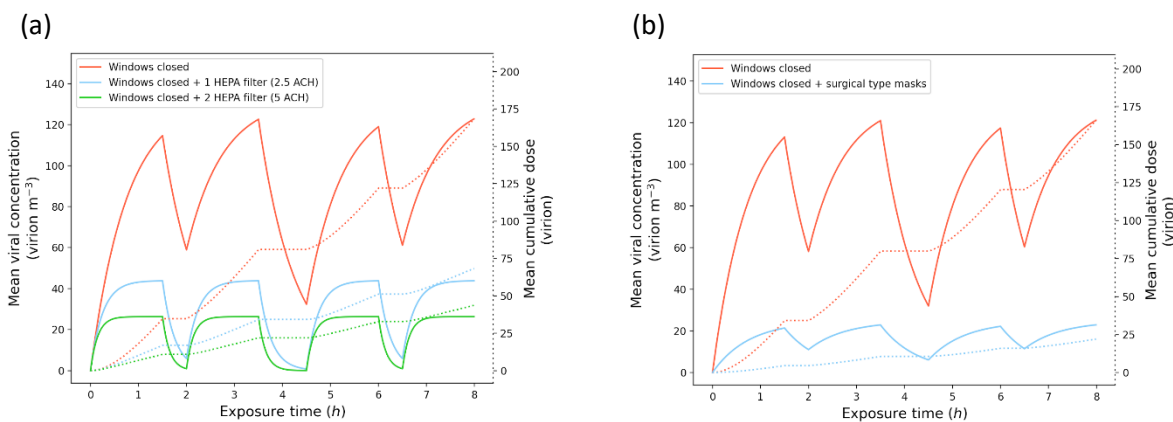 (a)
Windows closed
Windows closed + 1 HEPA filter (2.5 ACH)
Windows closed + 2 HEPA filter (5 ACH)
Mean viral concentration
(virion m⁻³)
140
120
100
80
60
40
20
0
0 1 2 3 4 5 6 7 8
Exposure time (h)
200
175
150
125
100
75
50
25
0
Mean cumulative dose
(virion)
(b)
Windows closed
Windows closed + surgical type masks
Mean viral concentration
(virion m⁻³)
140
120
100
80
60
40
20
0
0 1 2 3 4 5 6 7 8
Exposure time (h)
200
175
150
125
100
75
50
25
0
Mean cumulative dose
(virion)